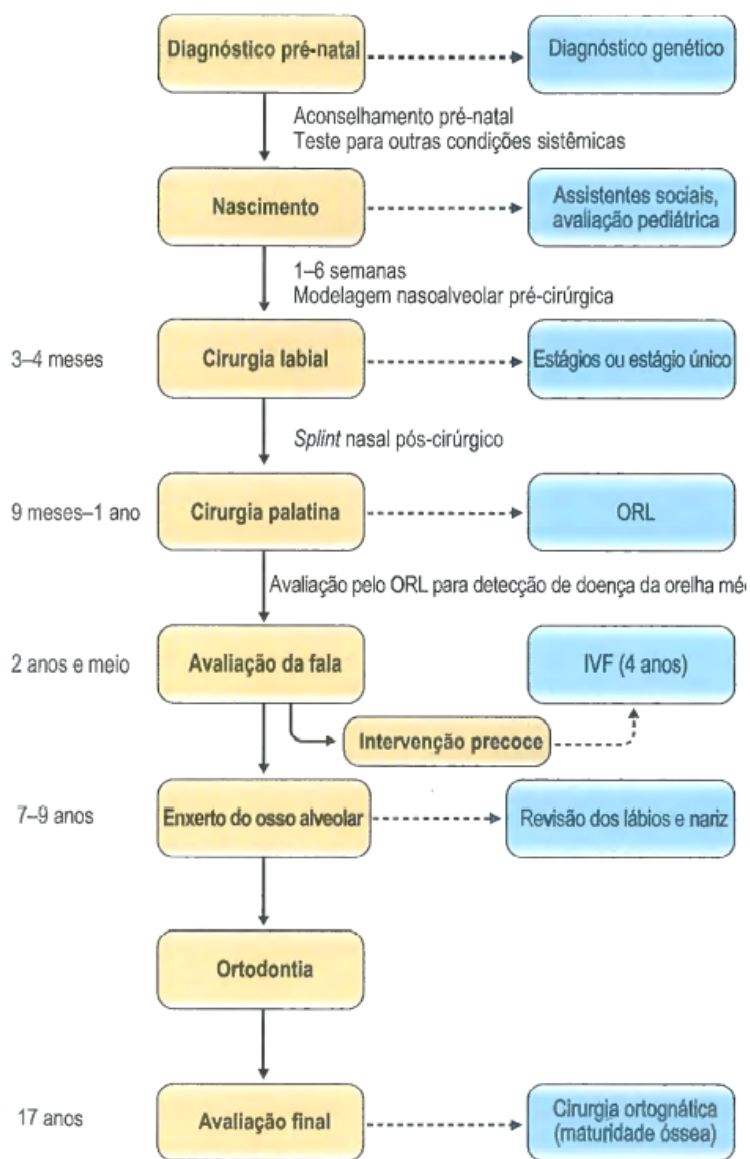 Diagnóstico pré-natal
Diagnóstico genético
Aconselhamento pré-natal
Teste para outras condições sistêmicas
Nascimento
Assistentes sociais,
avaliação pediátrica
1–6 semanas
Modelagem nasoalveolar pré-cirúrgica
3–4 meses
Cirurgia labial
Estágios ou estágio único
Splint nasal pós-cirúrgico
9 meses–1 ano
Cirurgia palatina
ORL
Avaliação pelo ORL para detecção de doença da orelha mé
2 anos e meio
Avaliação da fala
IVF (4 anos)
Intervenção precoce
7–9 anos
Enxerto do osso alveolar
Revisão dos lábios e nariz
Ortodontia
17 anos
Avaliação final
Cirurgia ortognática
(maturidade óssea)